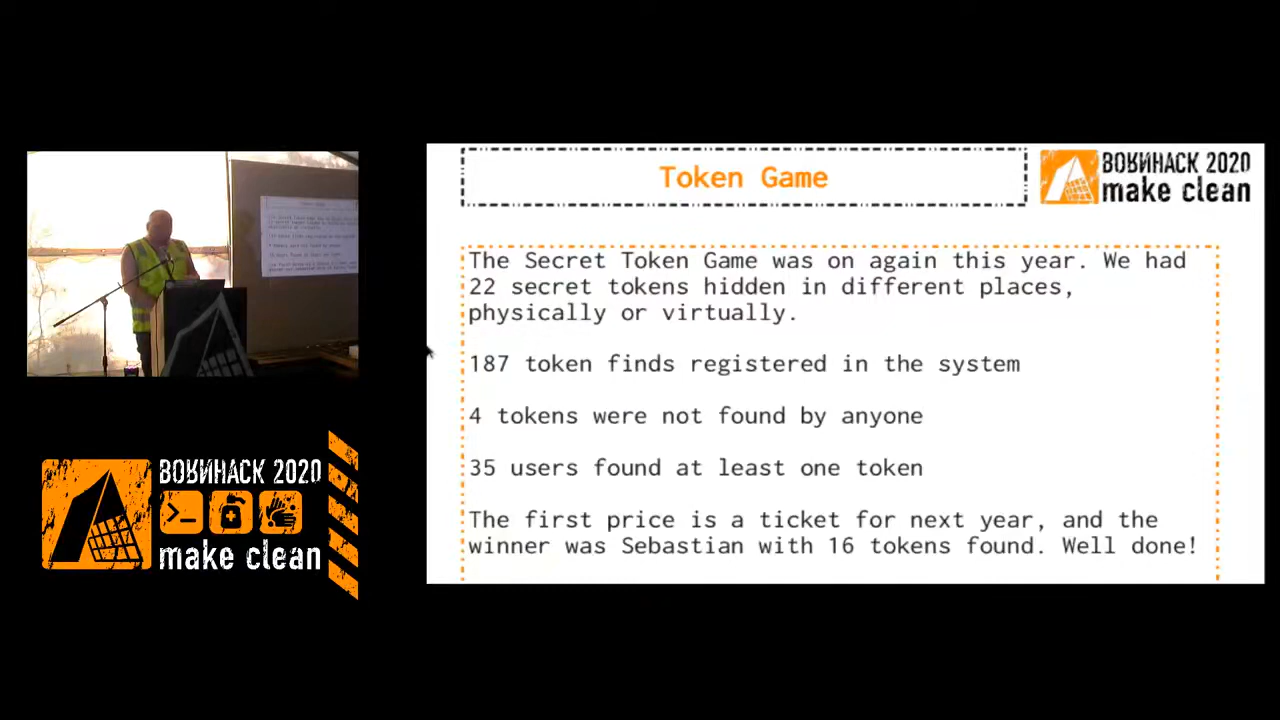 Token Game
BORNHACK 2020
make clean
The Secret Token Game was on again this year. We had
22 secret tokens hidden in different places,
physically or virtually.
187 token finds registered in the system
4 tokens were not found by anyone
35 users found at least one token
The first price is a ticket for next year, and the
winner was Sebastian with 16 tokens found. Well done!
BORNHACK 2020
make clean